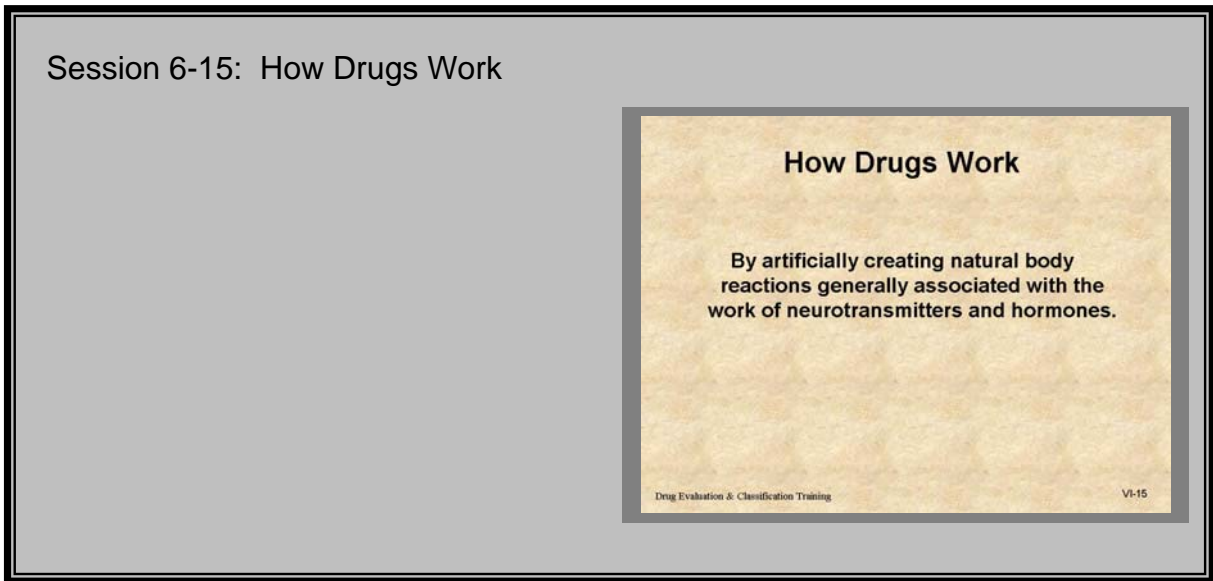 Session 6-15: How Drugs Work
How Drugs Work
By artificially creating natural body
reactions generally associated with the
work of neurotransmitters and hormones.
Drug Evaluation & Classification Training
VI-15